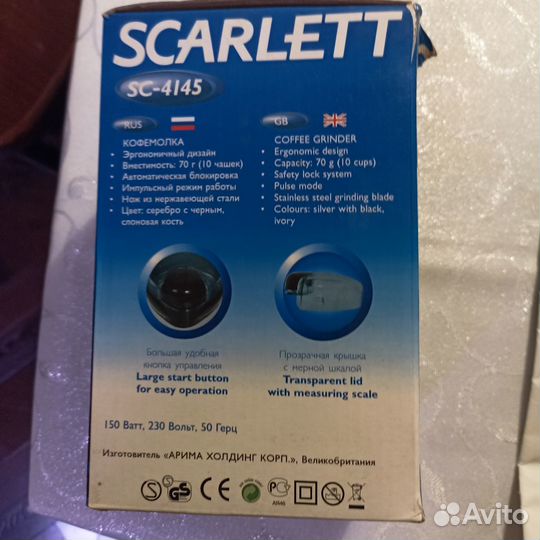 SCARLETT
SC-4145
RUS
КОФЕМОЛКА
• Эргономичный дизайн
• Вместимость: 70 г (10 чашек)
• Автоматическая блокировка
• Импульсный режим работы
• Нож из нержавеющей стали
• Цвет: серебро с черным,
слоновая кость
GB
COFFEE GRINDER
• Ergonomic design
• Capacity: 70 g (10 cups)
• Safety lock system
• Pulse mode
• Stainless steel grinding blade
• Colours: silver with black,
ivory
Большая удобная
кнопка управления
Large start button
for easy operation
Прозрачная крышка
с мерной шкалой
Transparent lid
with measuring scale
150 Ватт, 230 Вольт, 50 Герц
Изготовитель «АРИМА ХОЛДИНГ КОРП.», Великобритания
GS
CE
Avito